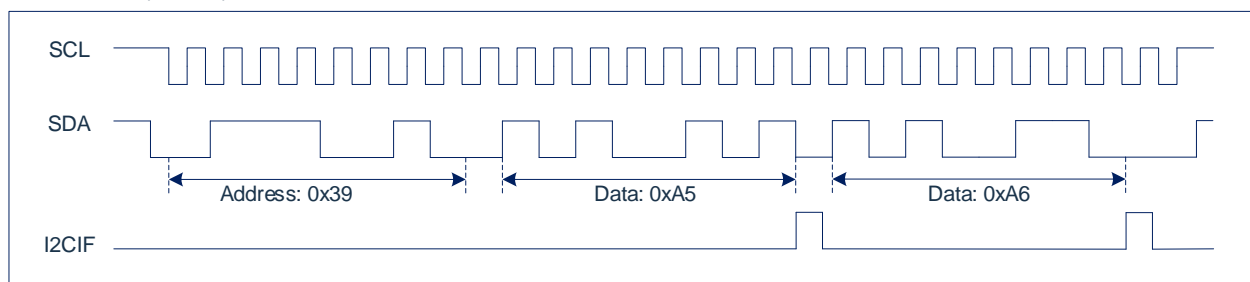 SCL
SDA
Address: 0x39 Data: 0xA5 Data: 0xA6
I2CIF